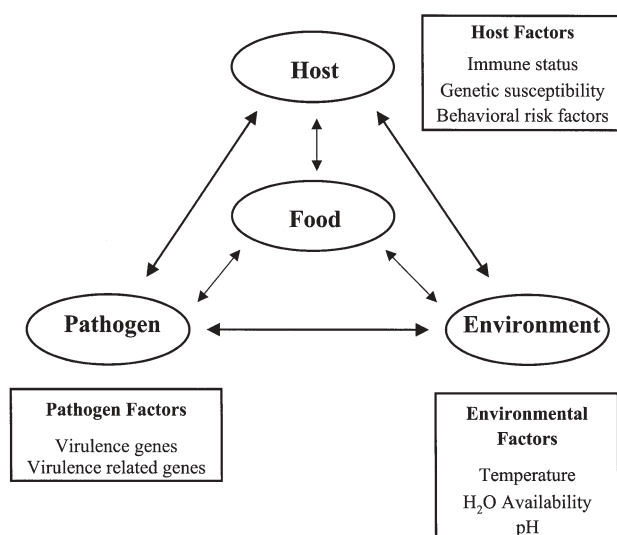 Host Factors
Immune status
Genetic susceptibility
Behavioral risk factors
Host
Food
Pathogen
Environment
Pathogen Factors
Virulence genes
Virulence related genes
Environmental
Factors
Temperature
H₂O Availability
pH